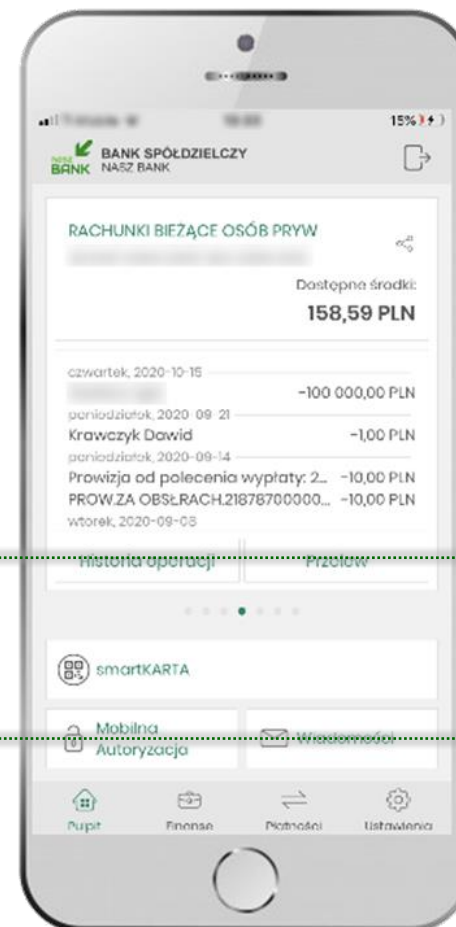 15%
NASZ BANK
BANK SPÓŁDZIELCZY
NASZ BANK
RACHUNKI BIEŻĄCE OSÓB PRYW
Dostępne środki:
158,59 PLN
czwartek, 2020-10-15
-100 000,00 PLN
poniedziałek, 2020-09-21
Krawczyk Dawid -1,00 PLN
poniedziałek, 2020-09-14
Prowizja od polecenia wypłaty: 2... -10,00 PLN
PROW.ZA OBSŁ.RACH.21878700000... -10,00 PLN
wtorek, 2020-09-08
Historia operacji Przelew
smartKARTA
Mobilna Autoryzacja
Wiadomości
Pulpit Finanse Płatności Ustawienia